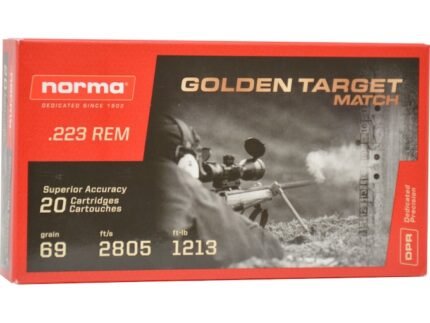 norma
DEDICATED SINCE 1902
GOLDEN TARGET
MATCH
.223 REM
Superior Accuracy
20 Cartridges
Cartouches
grain ft/s ft-lb
69 2805 1213
DPR Dedicated
Precision